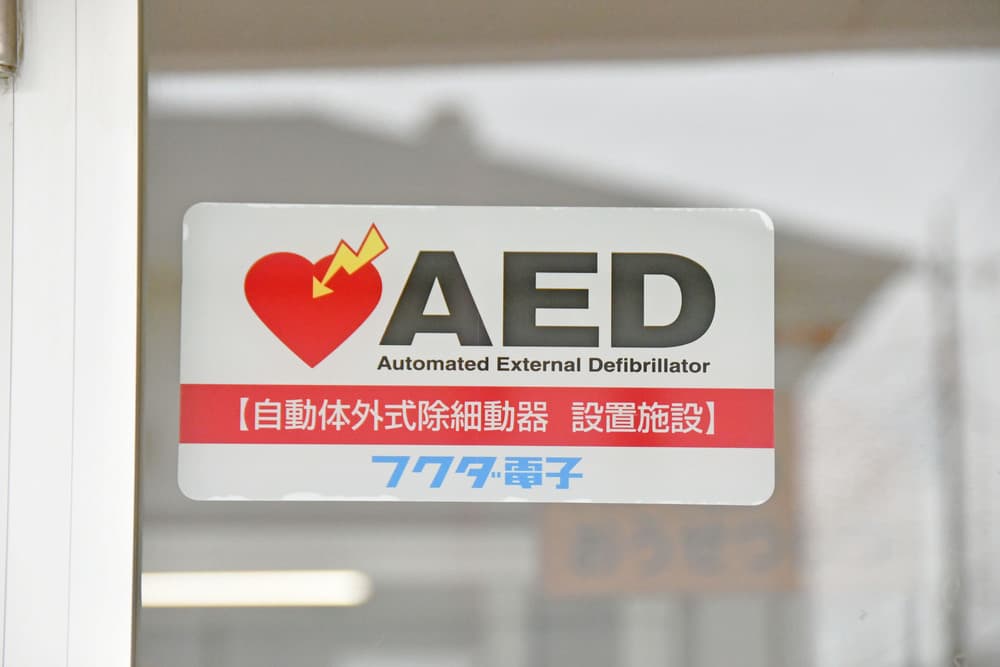 AED
Automated External Defibrillator
【自動体外式除細動器 設置施設】
フクダ電子